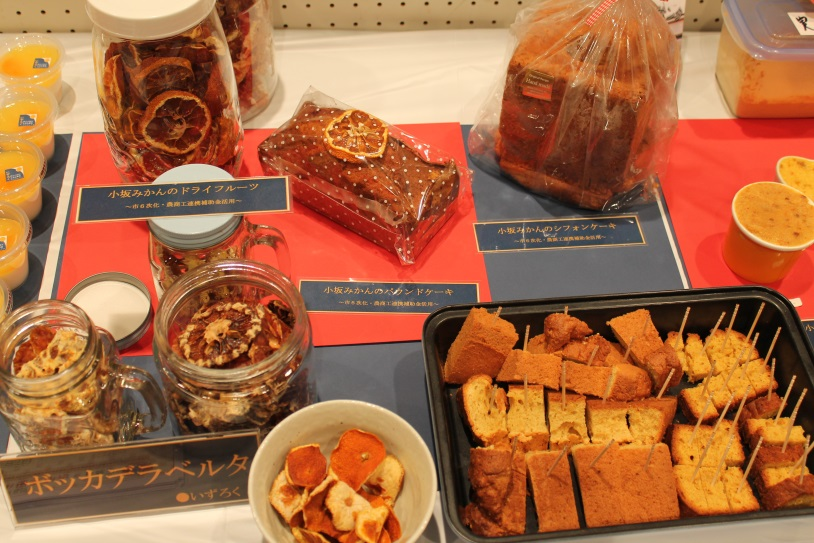 小坂みかんのドライフルーツ
～市６次化・農商工連携補助金活用～
小坂みかんのシフォンケーキ
～市６次化・農商工連携補助金活用～
小坂みかんのパウンドケーキ
～市６次化・農商工連携補助金活用～
ボッカデラベルタ
●いずろく